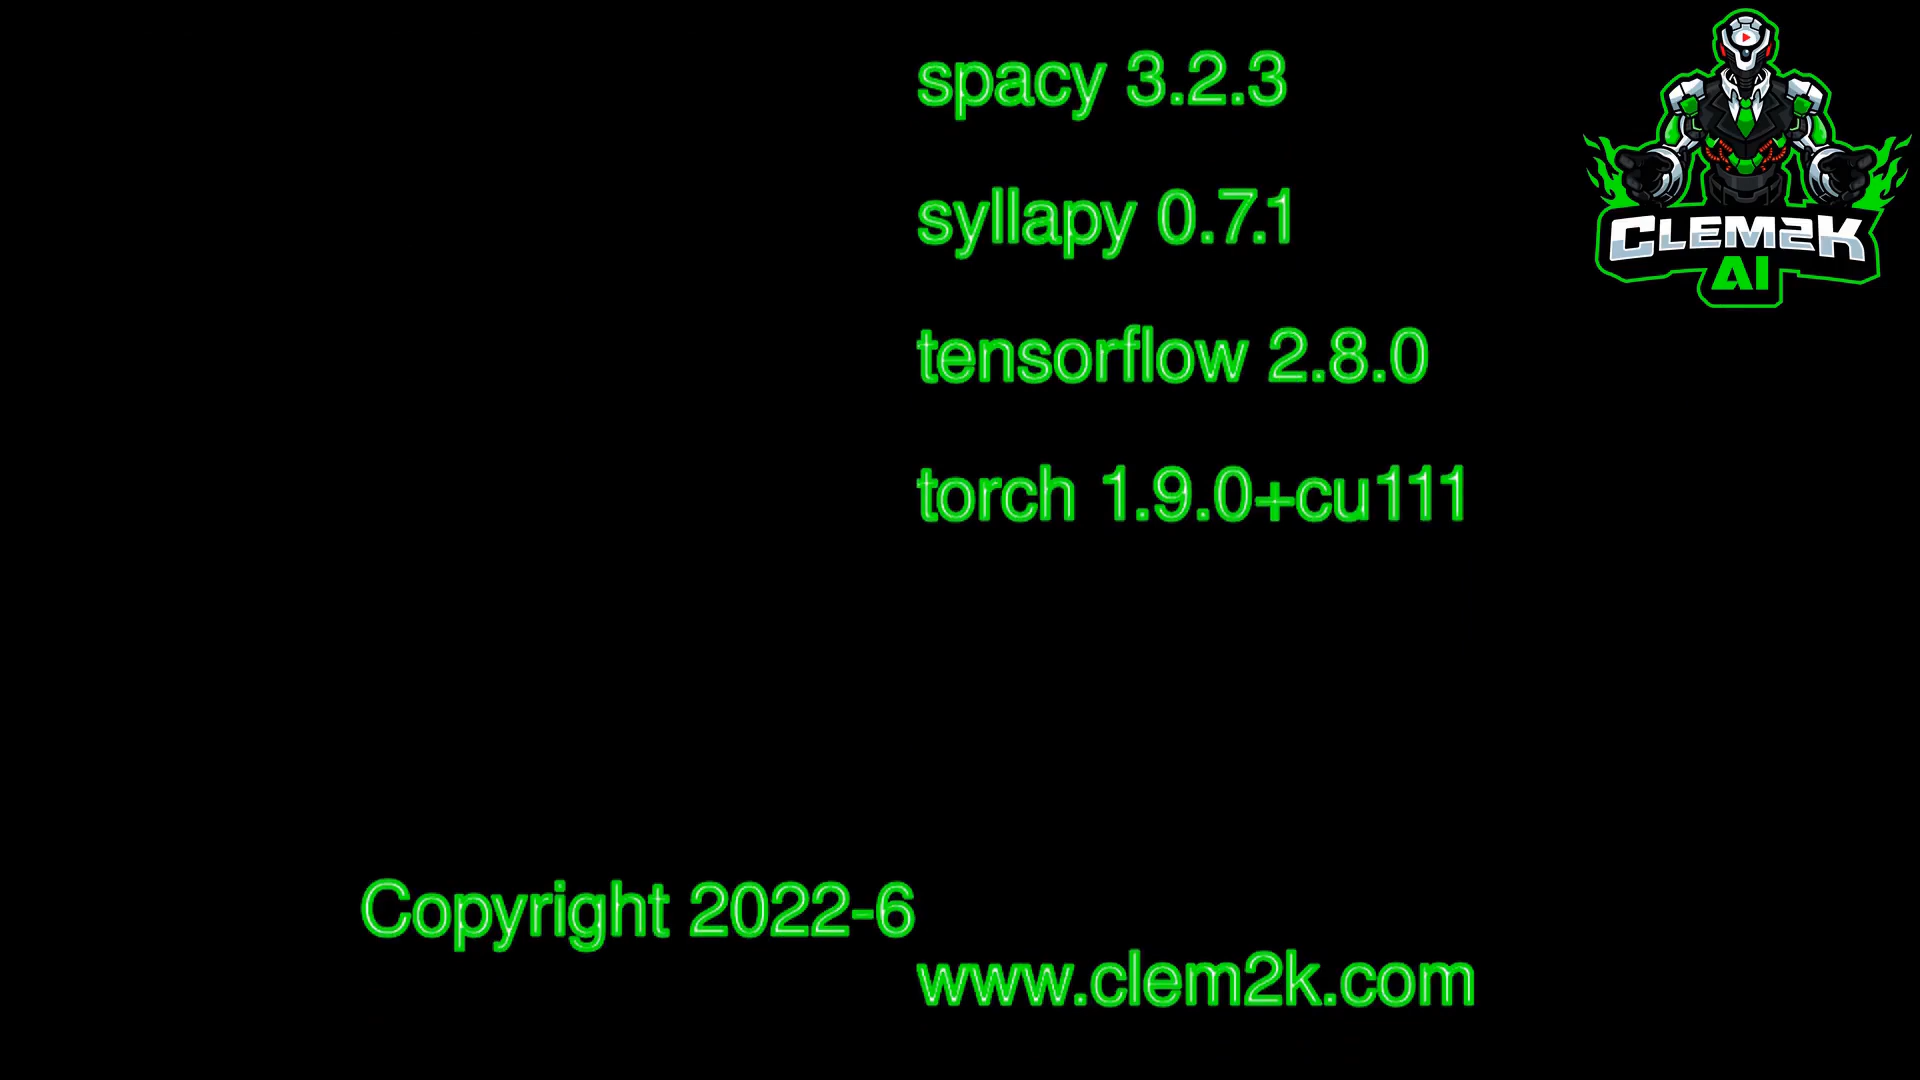 spacy 3.2.3
syllapy 0.7.1
tensorflow 2.8.0
torch 1.9.0+cu111
CLEM2K
AI
Copyright 2022-6
www.clem2k.com